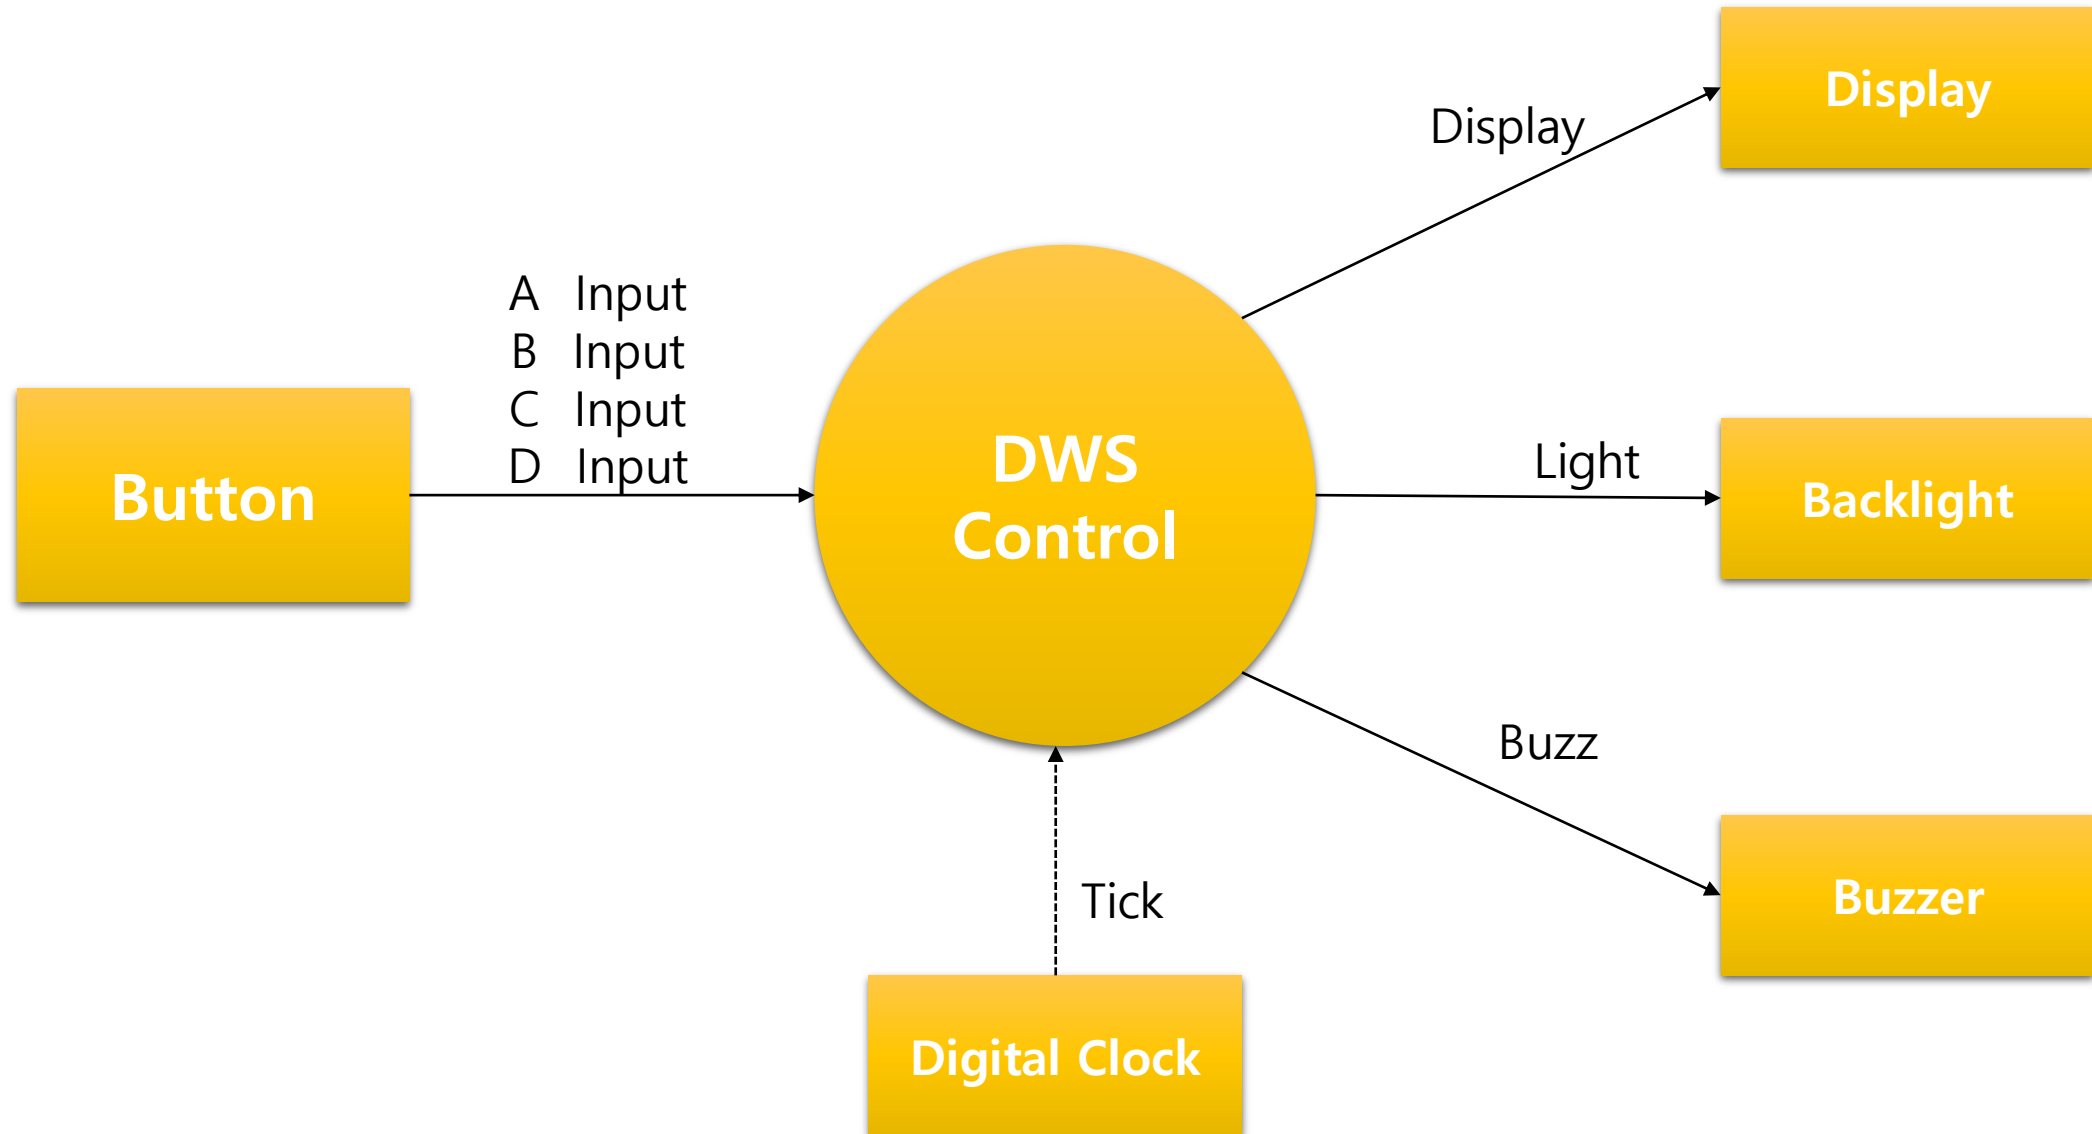 Display
Display
A Input
B Input
C Input
D Input
Button
DWS
Control
Light
Backlight
Buzz
Buzzer
Tick
Digital Clock